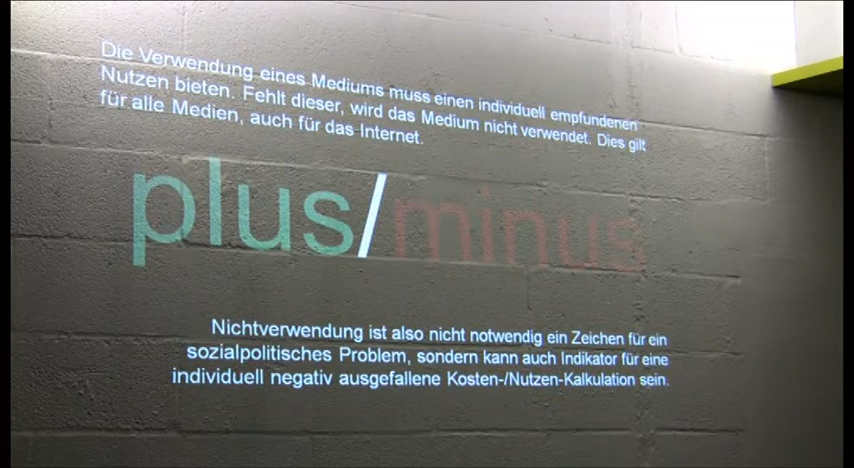 Die Verwendung eines Mediums muss einen individuell empfundenen
Nutzen bieten. Fehlt dieser, wird das Medium nicht verwendet. Dies gilt
für alle Medien, auch für das Internet.
plus/minus
Nichtverwendung ist also nicht notwendig ein Zeichen für ein
sozialpolitisches Problem, sondern kann auch Indikator für eine
individuell negativ ausgefallene Kosten-/Nutzen-Kalkulation sein.